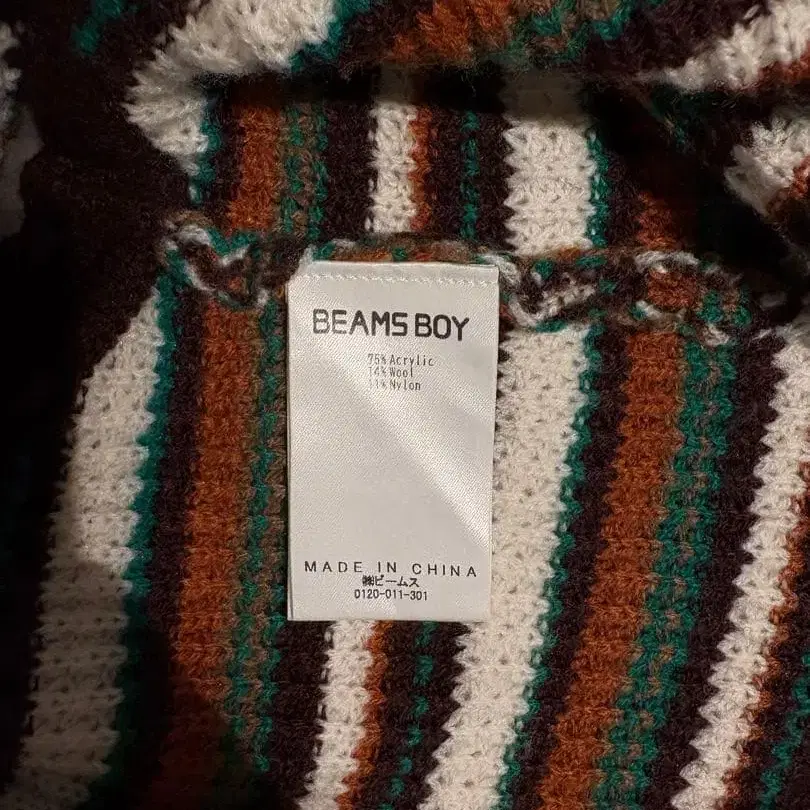 BEAMS BOY
75% Acrylic
14% Wool
11% Nylon
MADE IN CHINA
㈱ビームス
0120-011-301